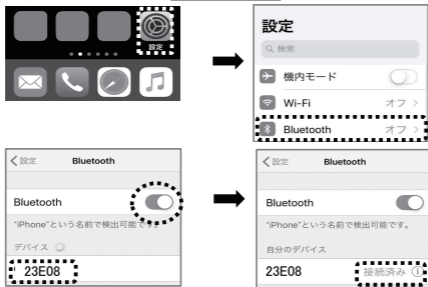 設定
設定
検索
機内モード
Wi-Fi オフ >
Bluetooth オフ >
< 設定 Bluetooth
Bluetooth
"iPhone"という名前で検出可能です。
デバイス
23E08
< 設定 Bluetooth
Bluetooth
"iPhone"という名前で検出可能です。
自分のデバイス
23E08 接続済み ⓘ